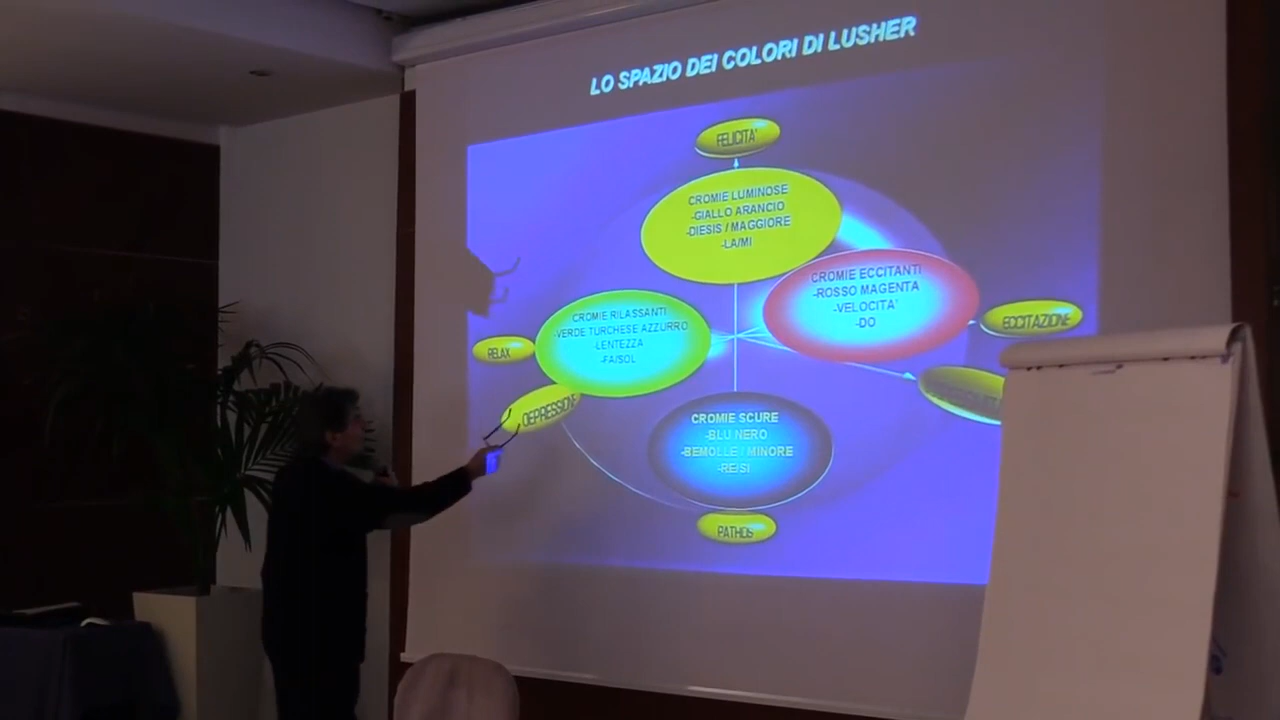 LO SPAZIO DEI COLORI DI LUSHER
FELICITA'
CROMIE LUMINOSE
-GIALLO ARANCIO
-DIESIS / MAGGIORE
-LA/MI
CROMIE ECCITANTI
-ROSSO MAGENTA
-VELOCITA'
-DO
ECCITAZIONE
CROMIE RILASSANTI
-VERDE TURCHESE AZZURRO
-LENTEZZA
-FA/SOL
RELAX
DEPRESSIONE
CROMIE SCURE
-BLU NERO
-BEMOLLE / MINORE
-RE/SI
PATHOS